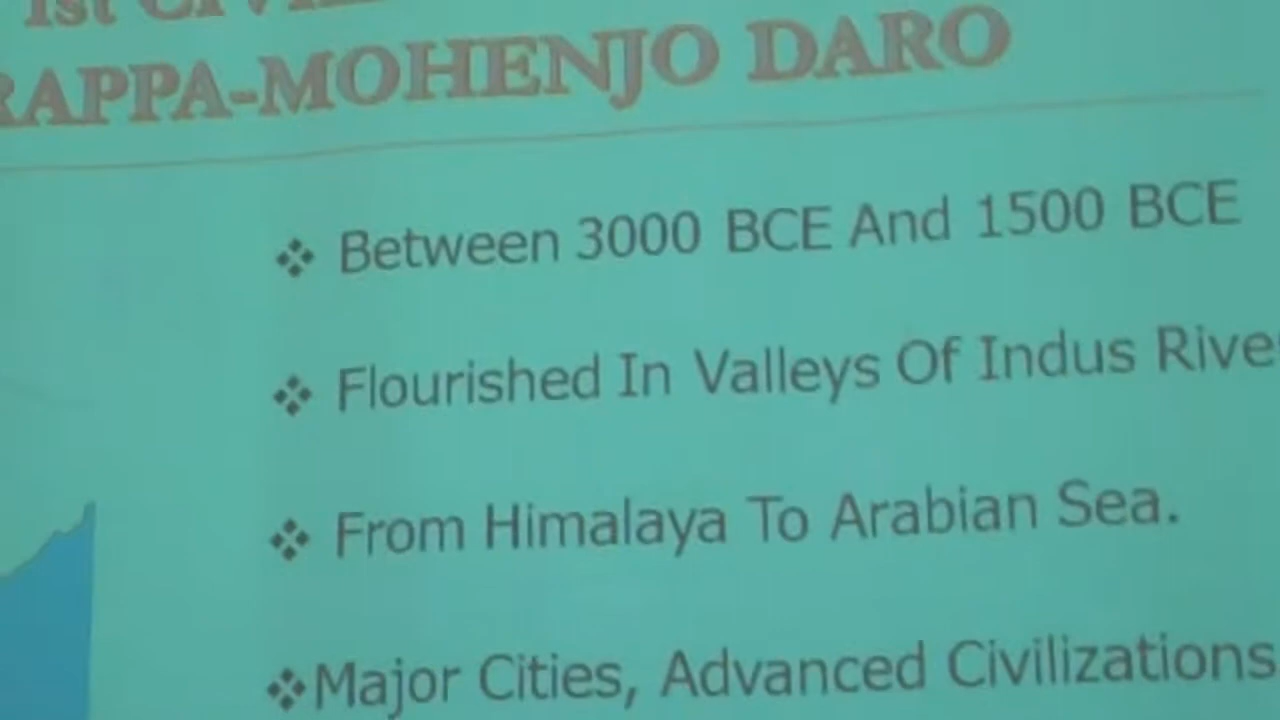 1st
RAPPA-MOHENJO DARO
❖ Between 3000 BCE And 1500 BCE
❖ Flourished In Valleys Of Indus Rive
❖ From Himalaya To Arabian Sea.
❖ Major Cities, Advanced Civilizations